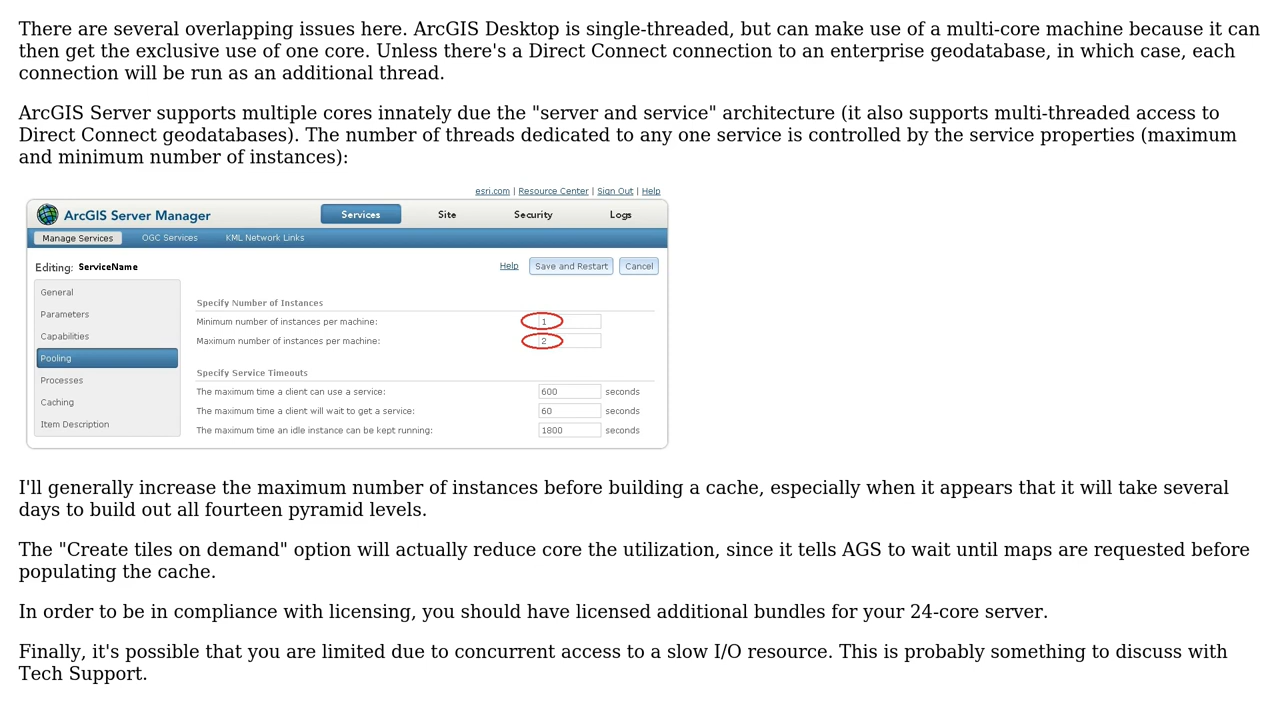 There are several overlapping issues here. ArcGIS Desktop is single-threaded, but can make use of a multi-core machine because it can
then get the exclusive use of one core. Unless there's a Direct Connect connection to an enterprise geodatabase, in which case, each
connection will be run as an additional thread.
ArcGIS Server supports multiple cores innately due the "server and service" architecture (it also supports multi-threaded access to
Direct Connect geodatabases). The number of threads dedicated to any one service is controlled by the service properties (maximum
and minimum number of instances):
esri.com | Resource Center | Sign Out | Help
ArcGIS Server Manager Services Site Security Logs
Manage Services OGC Services KML Network Links
Editing: ServiceName Help Save and Restart Cancel
General
Parameters
Capabilities
Pooling
Processes
Caching
Item Description
Specify Number of Instances
Minimum number of instances per machine: 1
Maximum number of instances per machine: 2
Specify Service Timeouts
The maximum time a client can use a service: 600 seconds
The maximum time a client will wait to get a service: 60 seconds
The maximum time an idle instance can be kept running: 1800 seconds
I'll generally increase the maximum number of instances before building a cache, especially when it appears that it will take several
days to build out all fourteen pyramid levels.
The "Create tiles on demand" option will actually reduce core the utilization, since it tells AGS to wait until maps are requested before
populating the cache.
In order to be in compliance with licensing, you should have licensed additional bundles for your 24-core server.
Finally, it's possible that you are limited due to concurrent access to a slow I/O resource. This is probably something to discuss with
Tech Support.